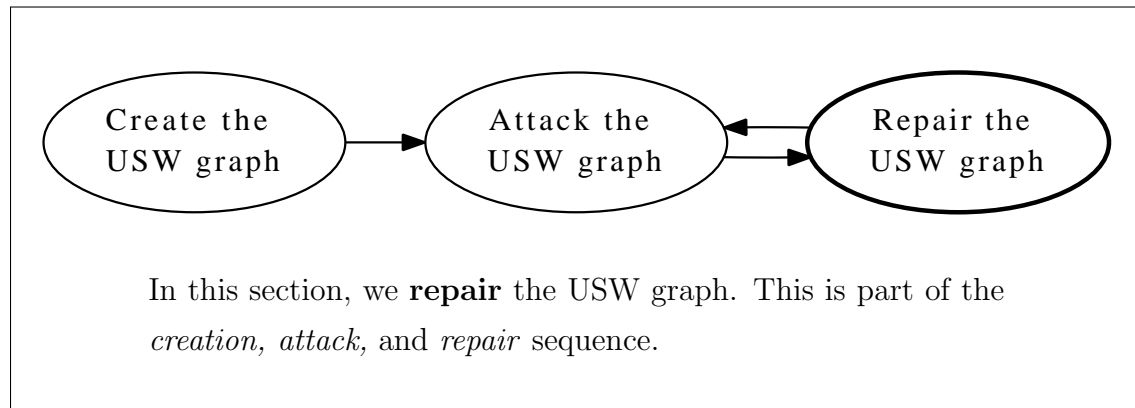 Create the
USW graph
Attack the
USW graph
Repair the
USW graph
In this section, we repair the USW graph. This is part of the
creation, attack, and repair sequence.